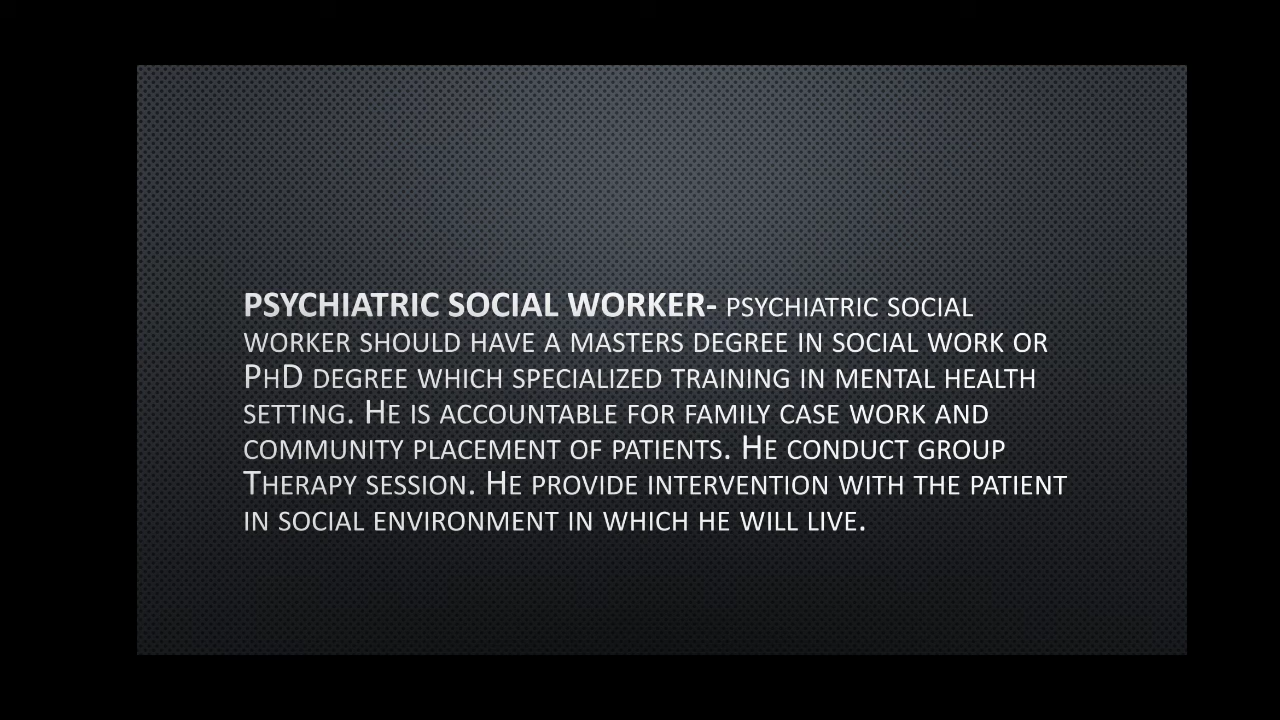 PSYCHIATRIC SOCIAL WORKER- PSYCHIATRIC SOCIAL
WORKER SHOULD HAVE A MASTERS DEGREE IN SOCIAL WORK OR
PHD DEGREE WHICH SPECIALIZED TRAINING IN MENTAL HEALTH
SETTING. HE IS ACCOUNTABLE FOR FAMILY CASE WORK AND
COMMUNITY PLACEMENT OF PATIENTS. HE CONDUCT GROUP
THERAPY SESSION. HE PROVIDE INTERVENTION WITH THE PATIENT
IN SOCIAL ENVIRONMENT IN WHICH HE WILL LIVE.